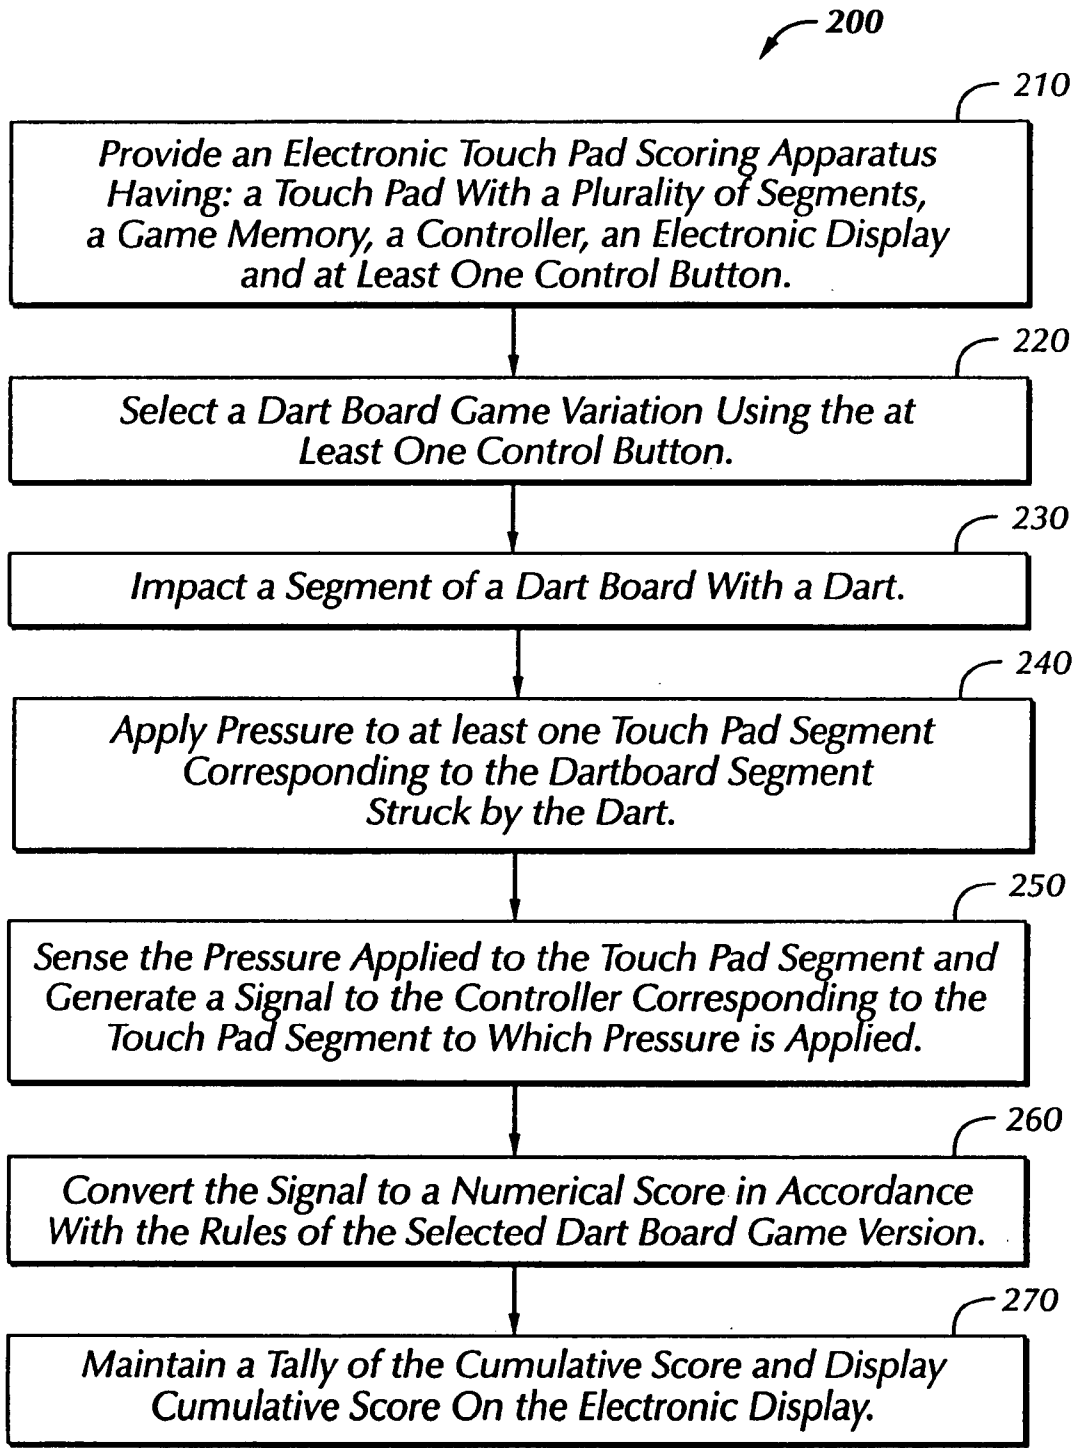 200
210
Provide an Electronic Touch Pad Scoring Apparatus
Having: a Touch Pad With a Plurality of Segments,
a Game Memory, a Controller, an Electronic Display
and at Least One Control Button.
220
Select a Dart Board Game Variation Using the at
Least One Control Button.
230
Impact a Segment of a Dart Board With a Dart.
240
Apply Pressure to at least one Touch Pad Segment
Corresponding to the Dartboard Segment
Struck by the Dart.
250
Sense the Pressure Applied to the Touch Pad Segment and
Generate a Signal to the Controller Corresponding to the
Touch Pad Segment to Which Pressure is Applied.
260
Convert the Signal to a Numerical Score in Accordance
With the Rules of the Selected Dart Board Game Version.
270
Maintain a Tally of the Cumulative Score and Display
Cumulative Score On the Electronic Display.